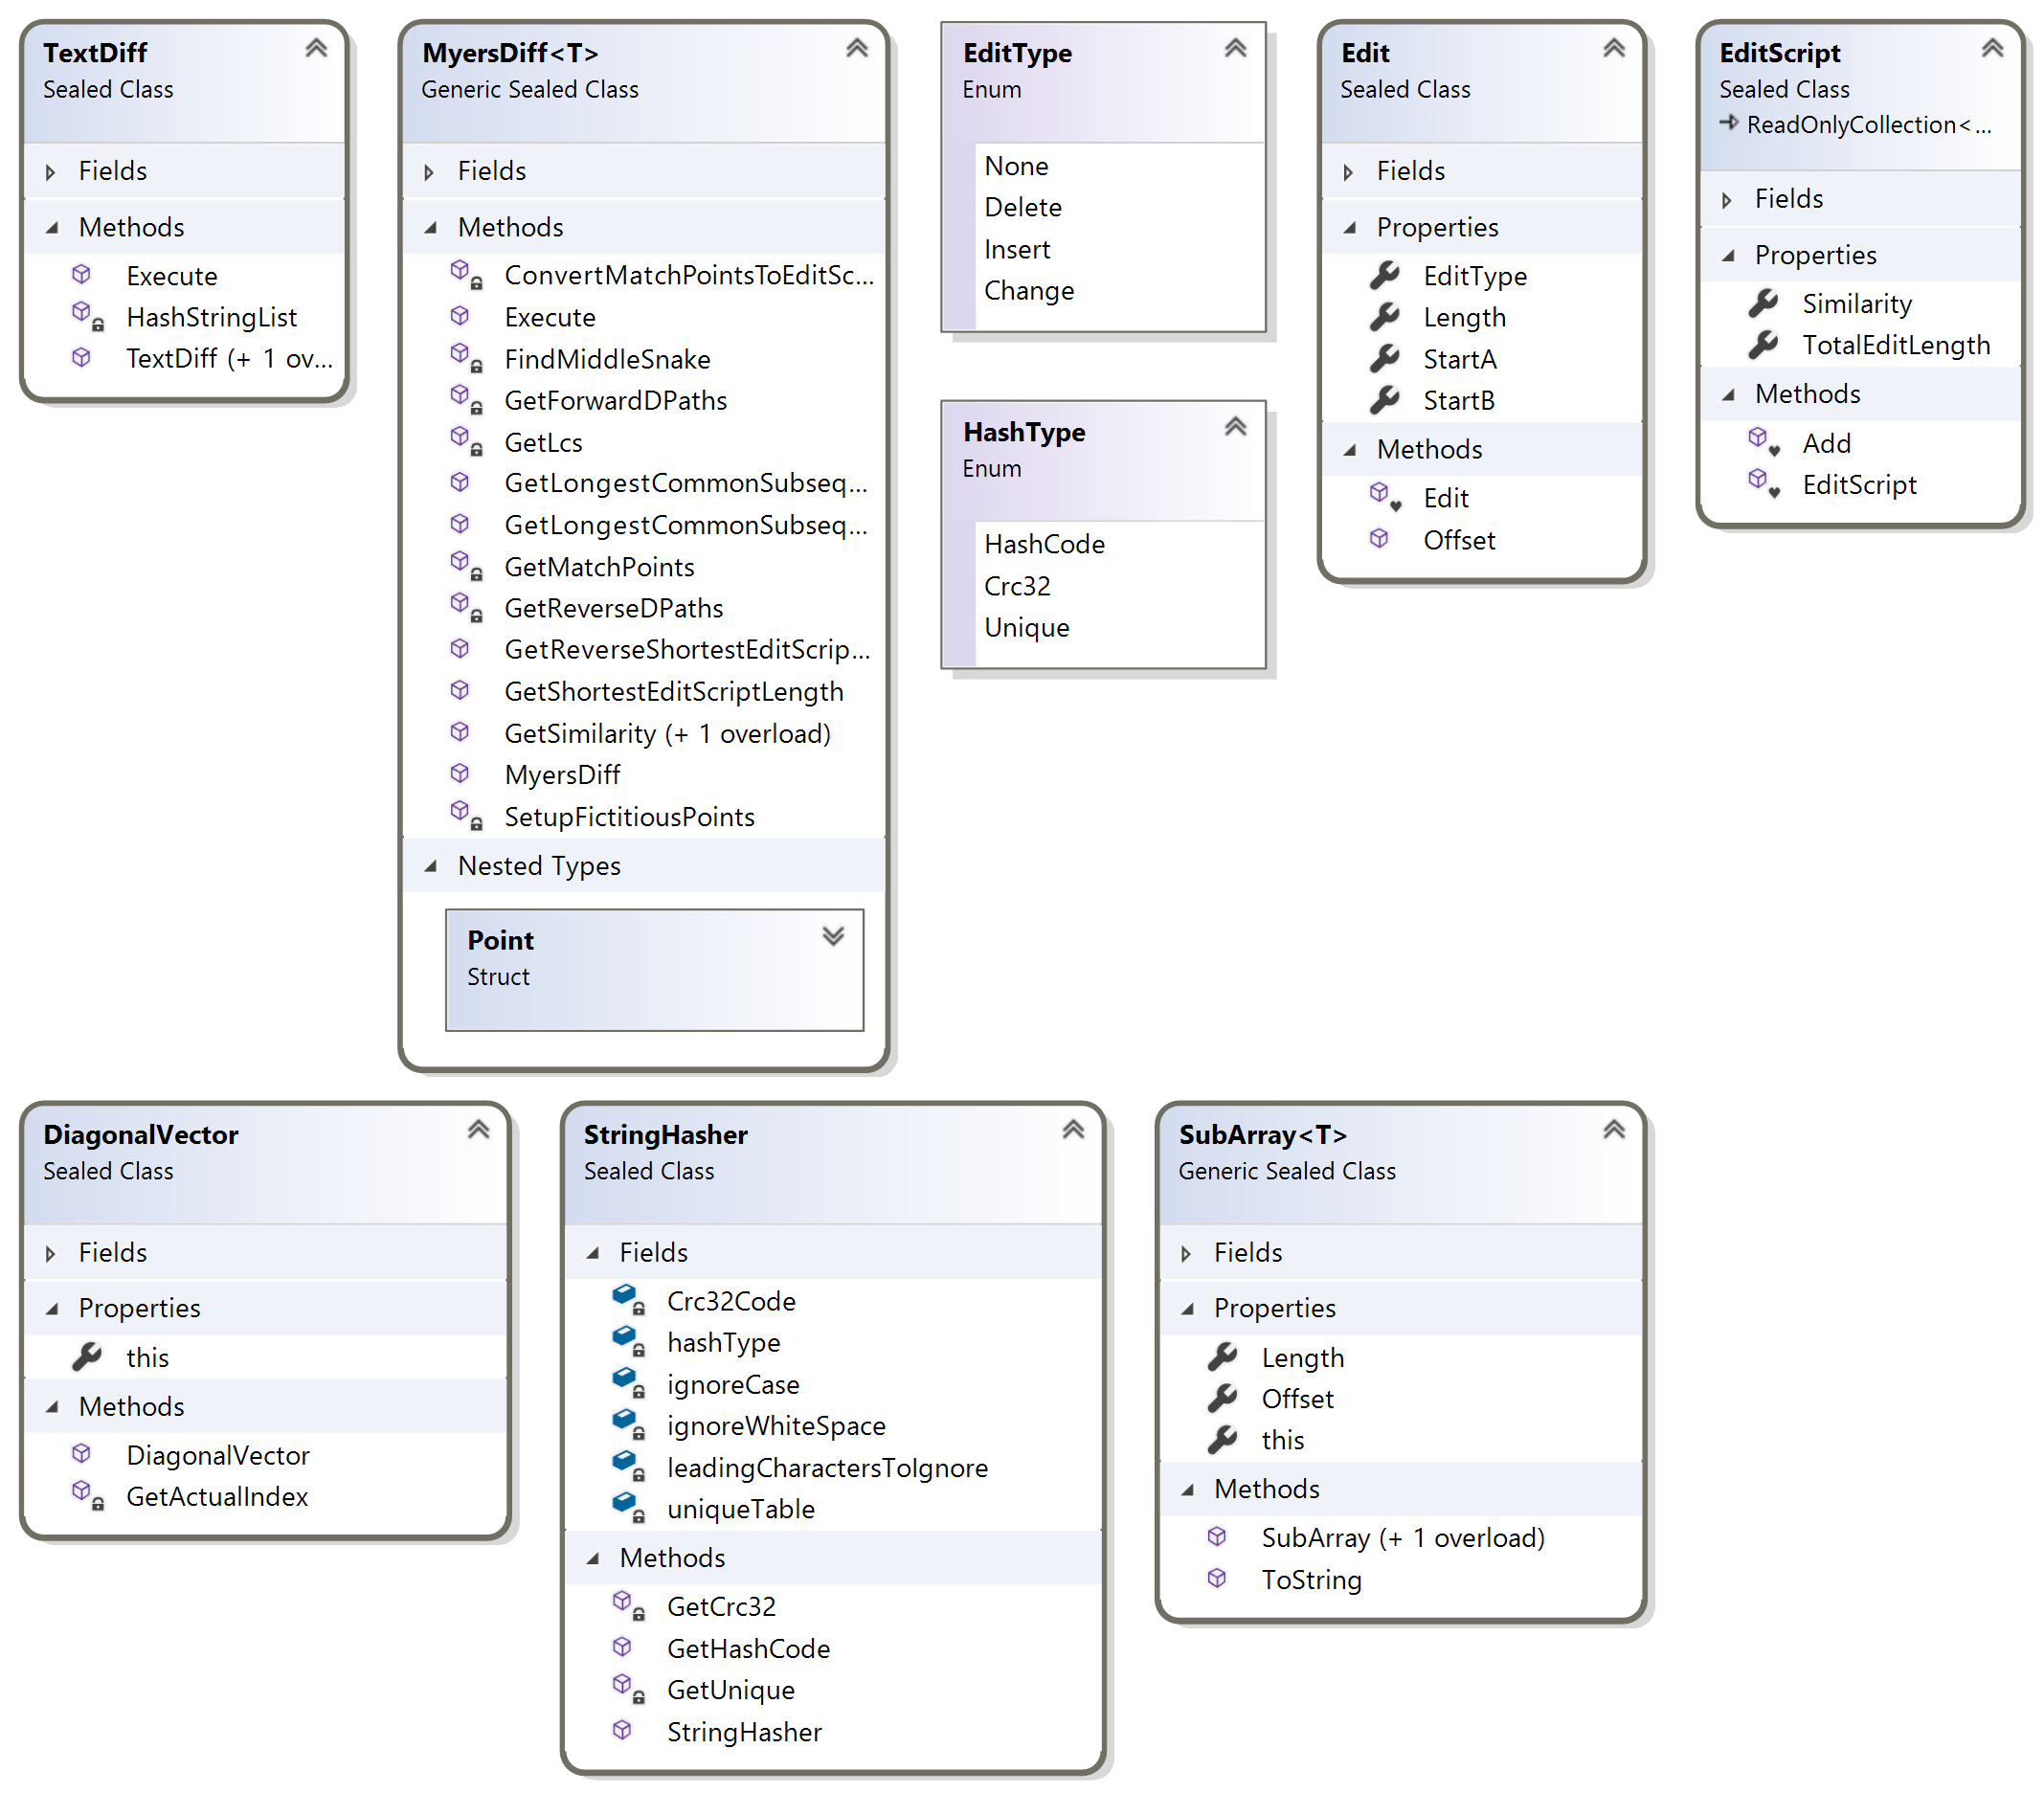 TextDiff
Sealed Class
Fields
Methods
Execute
HashStringList
TextDiff (+ 1 ov...
MyersDiff<T>
Generic Sealed Class
Fields
Methods
ConvertMatchPointsToEditSc...
Execute
FindMiddleSnake
GetForwardDPaths
GetLcs
GetLongestCommonSubseq...
GetLongestCommonSubseq...
GetMatchPoints
GetReverseDPaths
GetReverseShortestEditScrip...
GetShortestEditScriptLength
GetSimilarity (+ 1 overload)
MyersDiff
SetupFictitiousPoints
Nested Types
Point
Struct
EditType
Enum
None
Delete
Insert
Change
HashType
Enum
HashCode
Crc32
Unique
Edit
Sealed Class
Fields
Properties
EditType
Length
StartA
StartB
Methods
Edit
Offset
EditScript
Sealed Class
ReadOnlyCollection<...
Fields
Properties
Similarity
TotalEditLength
Methods
Add
EditScript
DiagonalVector
Sealed Class
Fields
Properties
this
Methods
DiagonalVector
GetActualIndex
StringHasher
Sealed Class
Fields
Crc32Code
hashType
ignoreCase
ignoreWhiteSpace
leadingCharactersToIgnore
uniqueTable
Methods
GetCrc32
GetHashCode
GetUnique
StringHasher
SubArray<T>
Generic Sealed Class
Fields
Properties
Length
Offset
this
Methods
SubArray (+ 1 overload)
ToString